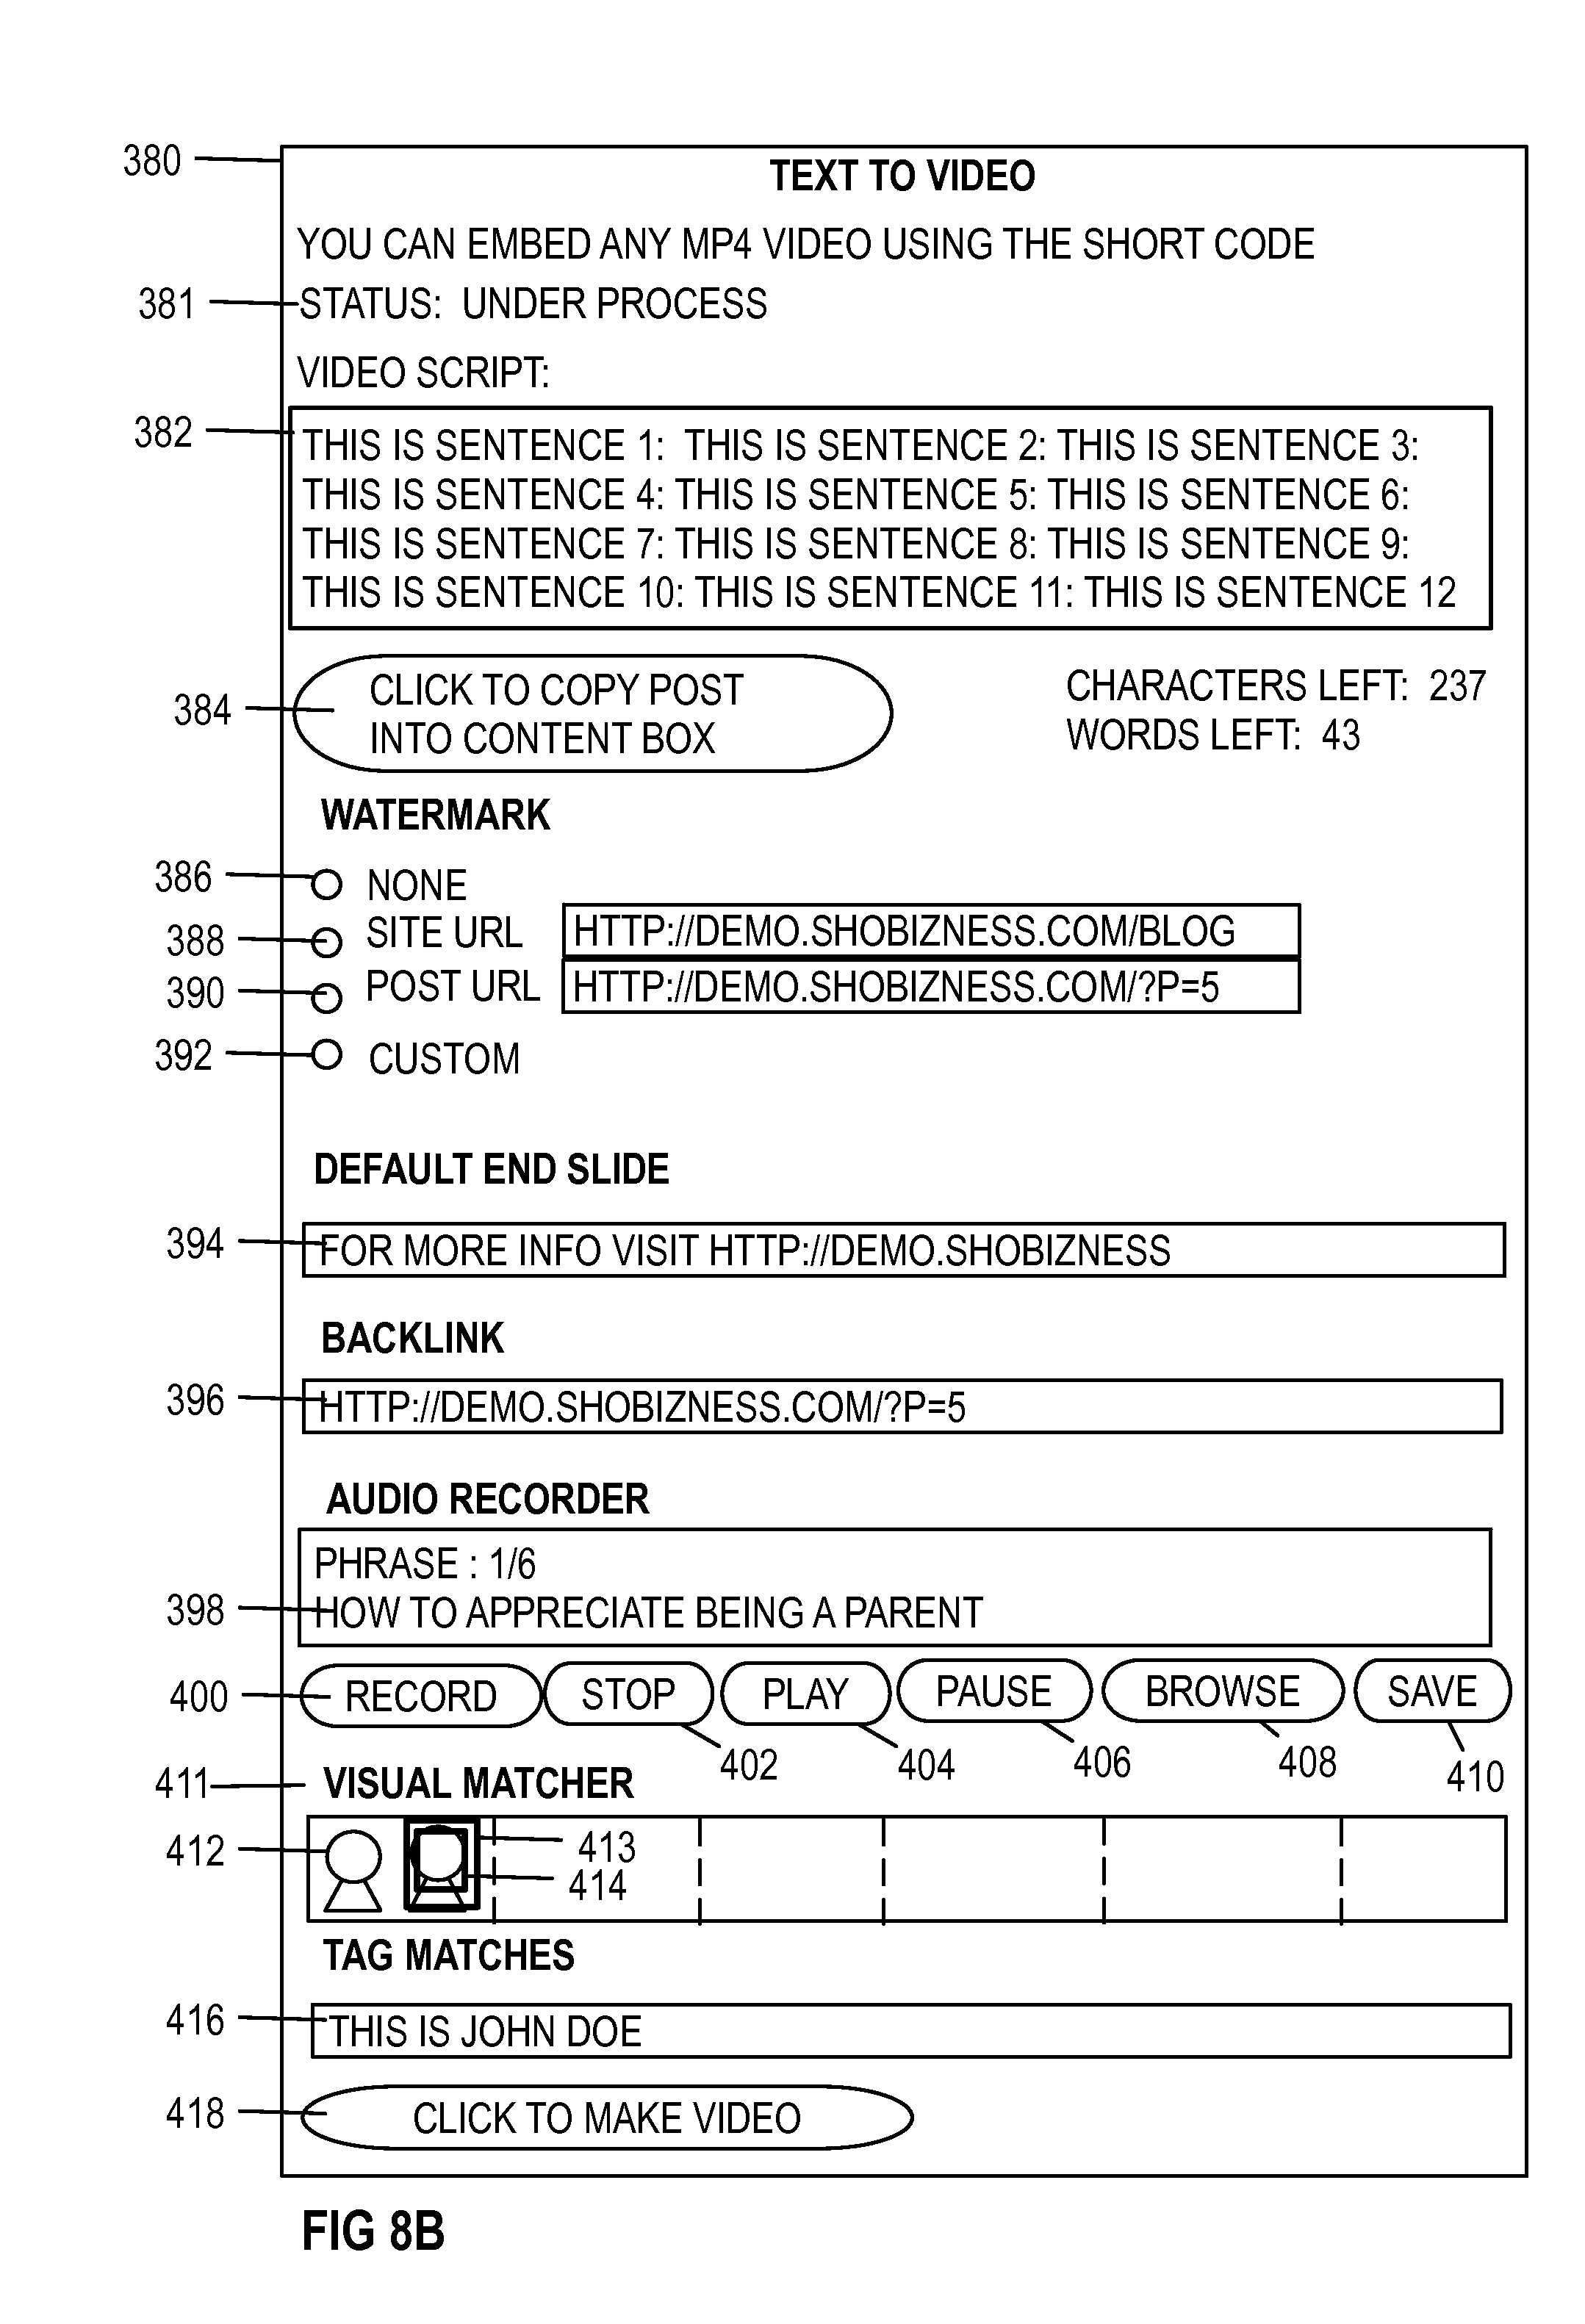 380
TEXT TO VIDEO
YOU CAN EMBED ANY MP4 VIDEO USING THE SHORT CODE
381
STATUS: UNDER PROCESS
VIDEO SCRIPT:
382
THIS IS SENTENCE 1: THIS IS SENTENCE 2: THIS IS SENTENCE 3:
THIS IS SENTENCE 4: THIS IS SENTENCE 5: THIS IS SENTENCE 6:
THIS IS SENTENCE 7: THIS IS SENTENCE 8: THIS IS SENTENCE 9:
THIS IS SENTENCE 10: THIS IS SENTENCE 11: THIS IS SENTENCE 12
384
CLICK TO COPY POST
INTO CONTENT BOX
CHARACTERS LEFT: 237
WORDS LEFT: 43
WATERMARK
386 NONE
388 SITE URL HTTP://DEMO.SHOBIZNESS.COM/BLOG
390 POST URL HTTP://DEMO.SHOBIZNESS.COM/?P=5
392 CUSTOM
DEFAULT END SLIDE
394 FOR MORE INFO VISIT HTTP://DEMO.SHOBIZNESS
BACKLINK
396 HTTP://DEMO.SHOBIZNESS.COM/?P=5
AUDIO RECORDER
PHRASE : 1/6
398 HOW TO APPRECIATE BEING A PARENT
400 RECORD STOP PLAY PAUSE BROWSE SAVE
402 404 406 408 410
411 VISUAL MATCHER
412 413
414
TAG MATCHES
416 THIS IS JOHN DOE
418 CLICK TO MAKE VIDEO
FIG 8B